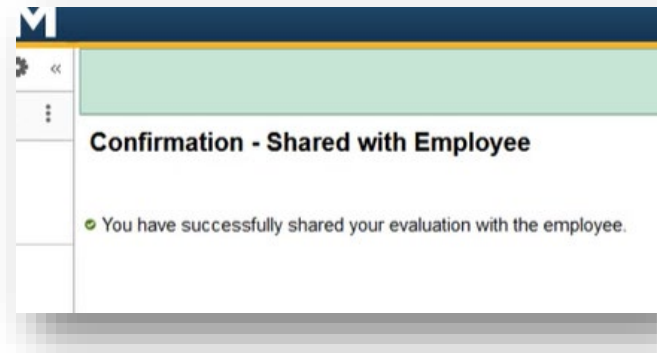 M
«
Confirmation - Shared with Employee
You have successfully shared your evaluation with the employee.